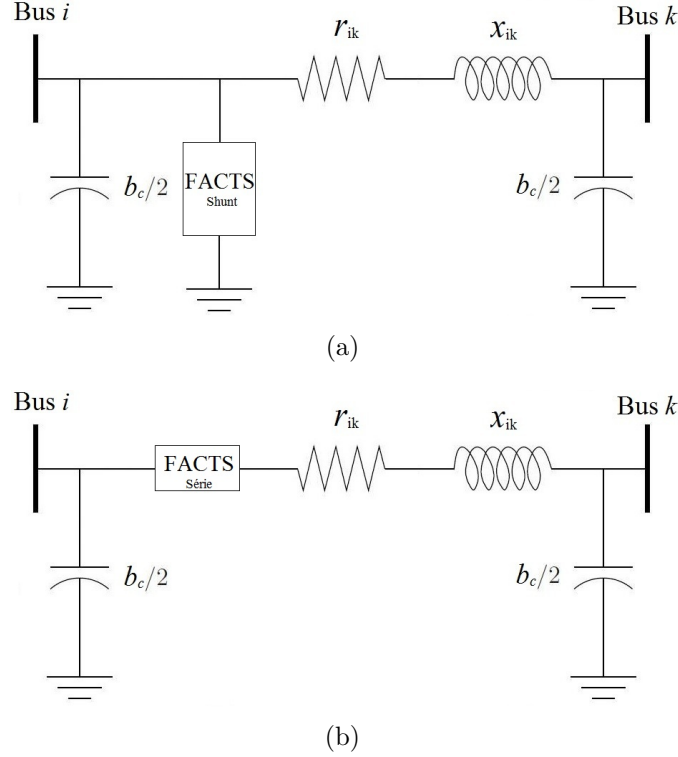 Bus i
Bus k
r_ik
x_ik
b_c/2
FACTS
Shunt
b_c/2
(a)
Bus i
Bus k
r_ik
x_ik
FACTS
Série
b_c/2
b_c/2
(b)